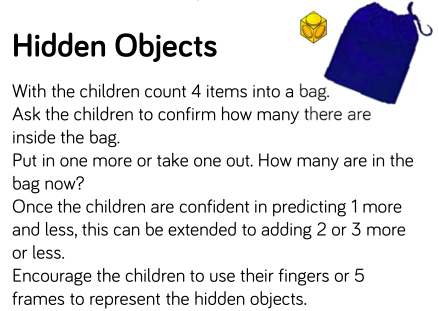 Hidden Objects
With the children count 4 items into a bag.
Ask the children to confirm how many there are
inside the bag.
Put in one more or take one out. How many are in the
bag now?
Once the children are confident in predicting 1 more
and less, this can be extended to adding 2 or 3 more
or less.
Encourage the children to use their fingers or 5
frames to represent the hidden objects.